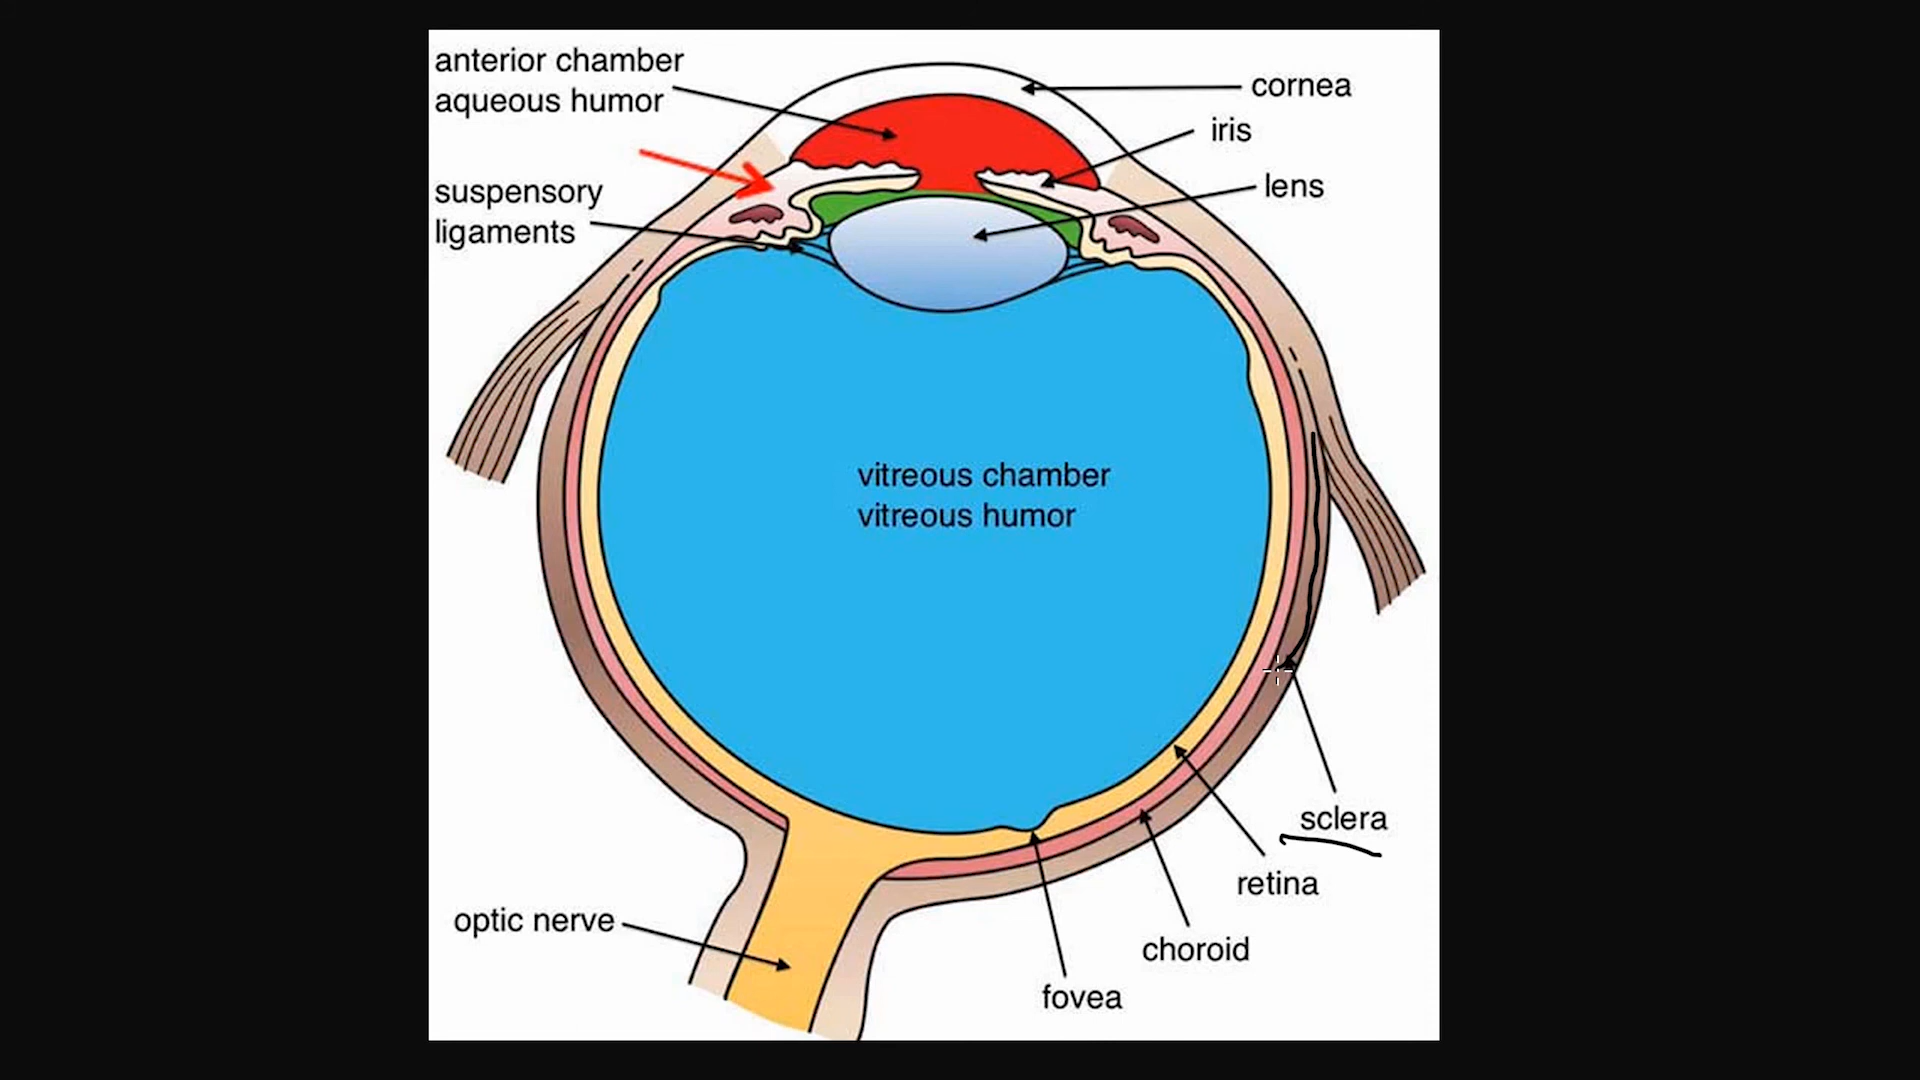 anterior chamber
aqueous humor
cornea
iris
lens
suspensory
ligaments
vitreous chamber
vitreous humor
sclera
retina
optic nerve
choroid
fovea